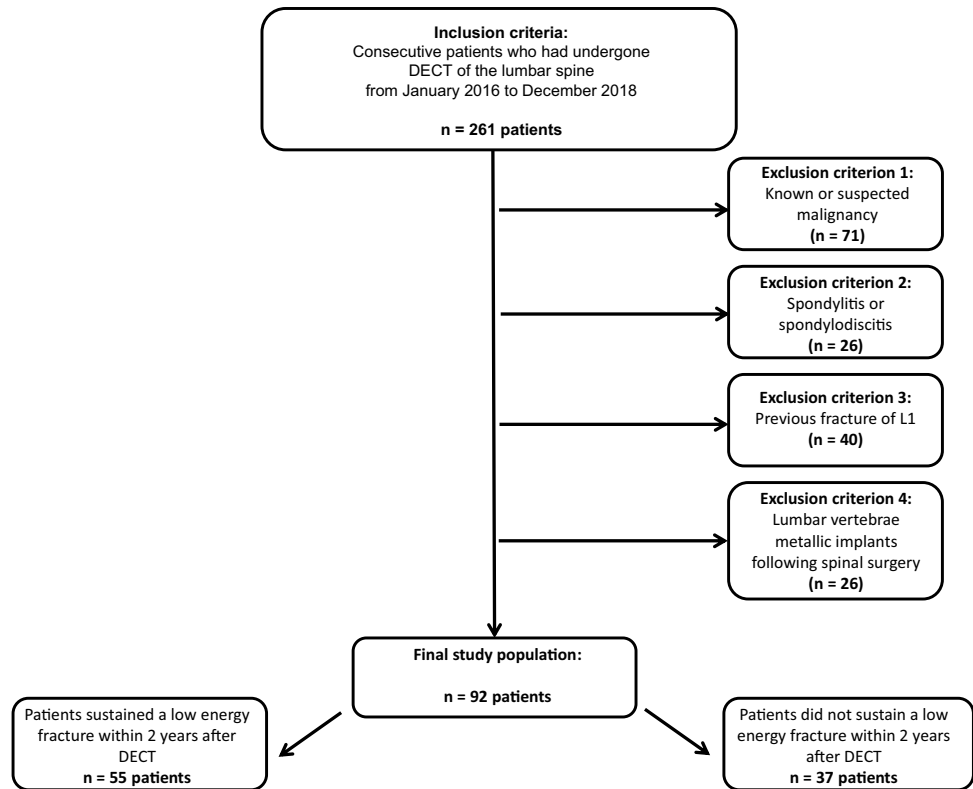 Inclusion criteria:
Consecutive patients who had undergone
DECT of the lumbar spine
from January 2016 to December 2018
n = 261 patients
Exclusion criterion 1:
Known or suspected
malignancy
(n = 71)
Exclusion criterion 2:
Spondylitis or
spondylodiscitis
(n = 26)
Exclusion criterion 3:
Previous fracture of L1
(n = 40)
Exclusion criterion 4:
Lumbar vertebrae
metallic implants
following spinal surgery
(n = 26)
Final study population:
n = 92 patients
Patients sustained a low energy
fracture within 2 years after
DECT
n = 55 patients
Patients did not sustain a low
energy fracture within 2 years
after DECT
n = 37 patients